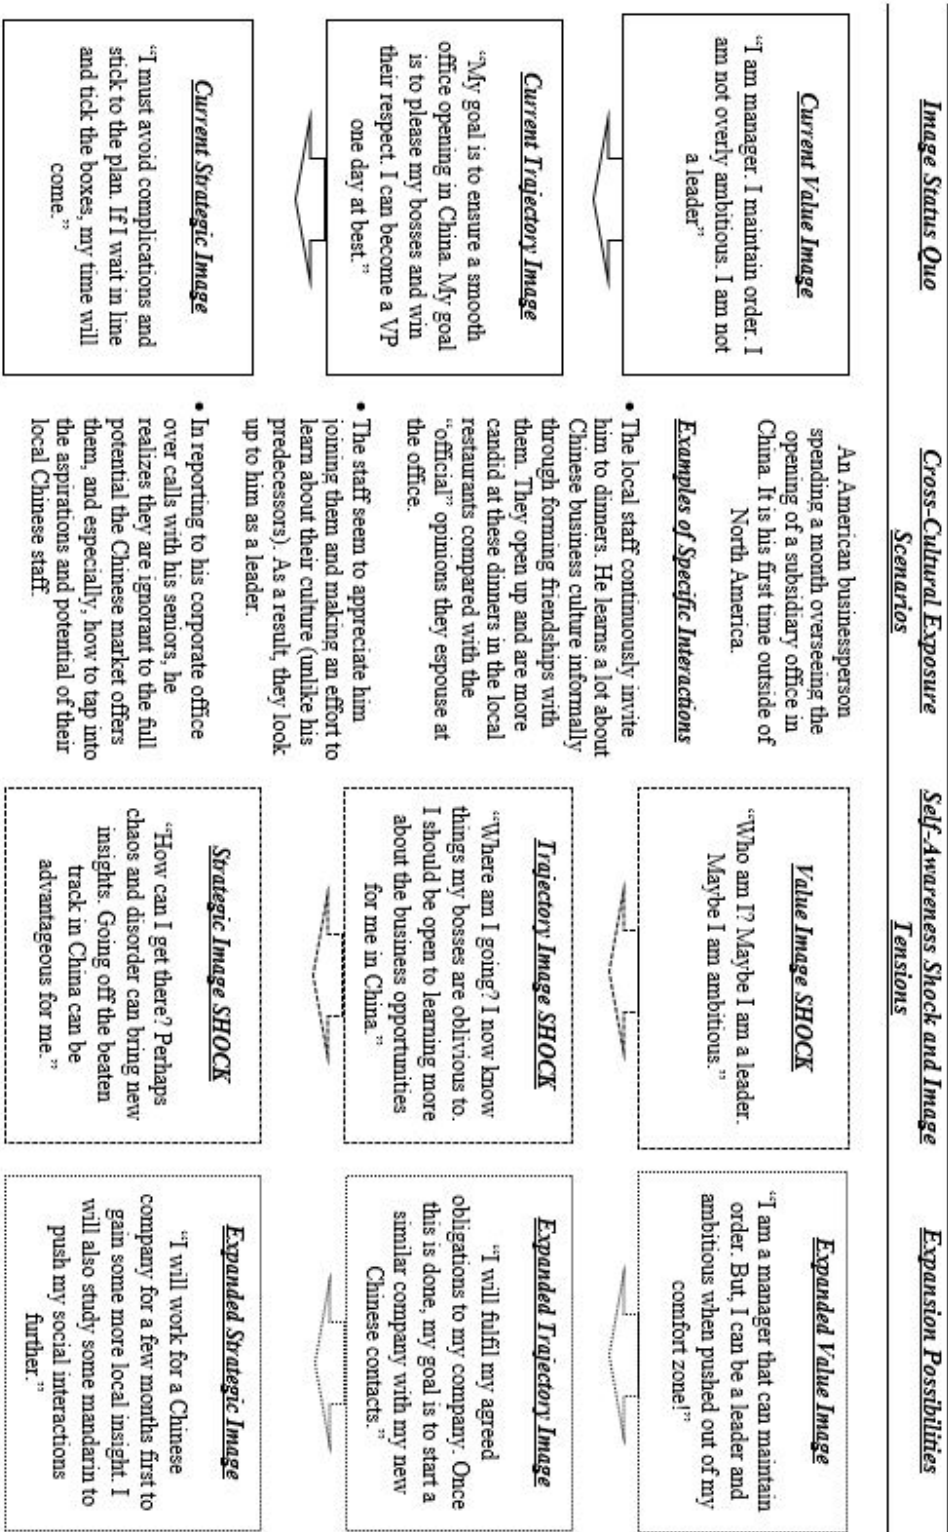 Image Status Quo
Cross-Cultural Exposure
Scenarios
Self-Awareness Shock and Image
Tensions
Expansion Possibilities
Current Value Image
“I am manager. I maintain order. I
am not overly ambitious. I am not
a leader”
Current Trajectory Image
“My goal is to ensure a smooth
office opening in China. My goal
is to please my bosses and win
their respect. I can become a VP
one day at best.”
Current Strategic Image
“I must avoid complications and
stick to the plan. If I wait in line
and tick the boxes, my time will
come.”
An American businessperson
spending a month overseeing the
opening of a subsidiary office in
China. It is his first time outside of
North America.
Examples of Specific Interactions
• The local staff continuously invite
him to dinners. He learns a lot about
Chinese business culture informally
through forming friendships with
them. They open up and are more
candid at these dinners in the local
restaurants compared with the
“official” opinions they espouse at
the office.
• The staff seem to appreciate him
joining them and making an effort to
learn about their culture (unlike his
predecessors). As a result, they look
up to him as a leader.
• In reporting to his corporate office
over calls with his seniors, he
realizes they are ignorant to the full
potential the Chinese market offers
them, and especially, how to tap into
the aspirations and potential of their
local Chinese staff.
Value Image SHOCK
“Who am I? Maybe I am a leader.
Maybe I am ambitious.”
Trajectory Image SHOCK
“Where am I going? I now know
things my bosses are oblivious to.
I should be open to learning more
about the business opportunities
for me in China.”
Strategic Image SHOCK
“How can I get there? Perhaps
chaos and disorder can bring new
insights. Going off the beaten
track in China can be
advantageous for me.”
Expanded Value Image
“I am a manager that can maintain
order. But, I can be a leader and
ambitious when pushed out of my
comfort zone!”
Expanded Trajectory Image
“I will fulfil my agreed
obligations to my company. Once
this is done, my goal is to start a
similar company with my new
Chinese contacts.”
Expanded Strategic Image
“I will work for a Chinese
company for a few months first to
gain some more local insight. I
will also study some mandarin to
push my social interactions
further.”